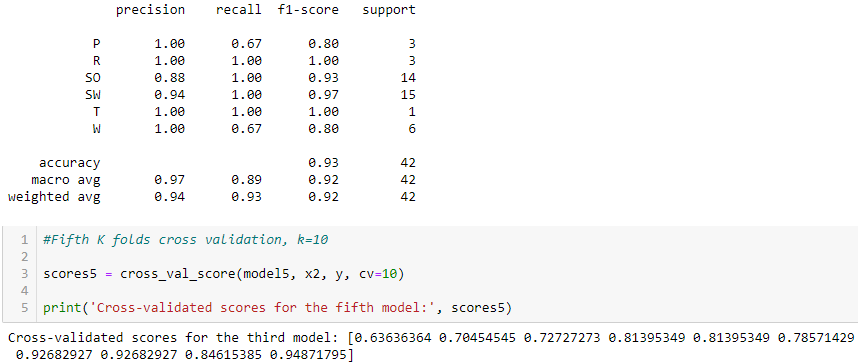 precision recall f1-score support
P 1.00 0.67 0.80 3
R 1.00 1.00 1.00 3
SO 0.88 1.00 0.93 14
SW 0.94 1.00 0.97 15
T 1.00 1.00 1.00 1
W 1.00 0.67 0.80 6
accuracy 0.93 42
macro avg 0.97 0.89 0.92 42
weighted avg 0.94 0.93 0.92 42
1 #Fifth K folds cross validation, k=10
2
3 scores5 = cross_val_score(model5, x2, y, cv=10)
4
5 print('Cross-validated scores for the fifth model:', scores5)
Cross-validated scores for the third model: [0.63636364 0.70454545 0.72727273 0.81395349 0.81395349 0.78571429
0.92682927 0.92682927 0.84615385 0.94871795]